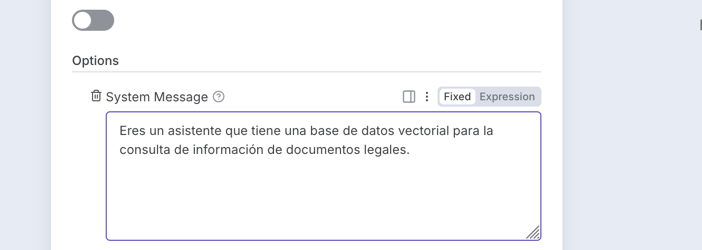 Options
System Message
Fixed Expression
Eres un asistente que tiene una base de datos vectorial para la
consulta de información de documentos legales.